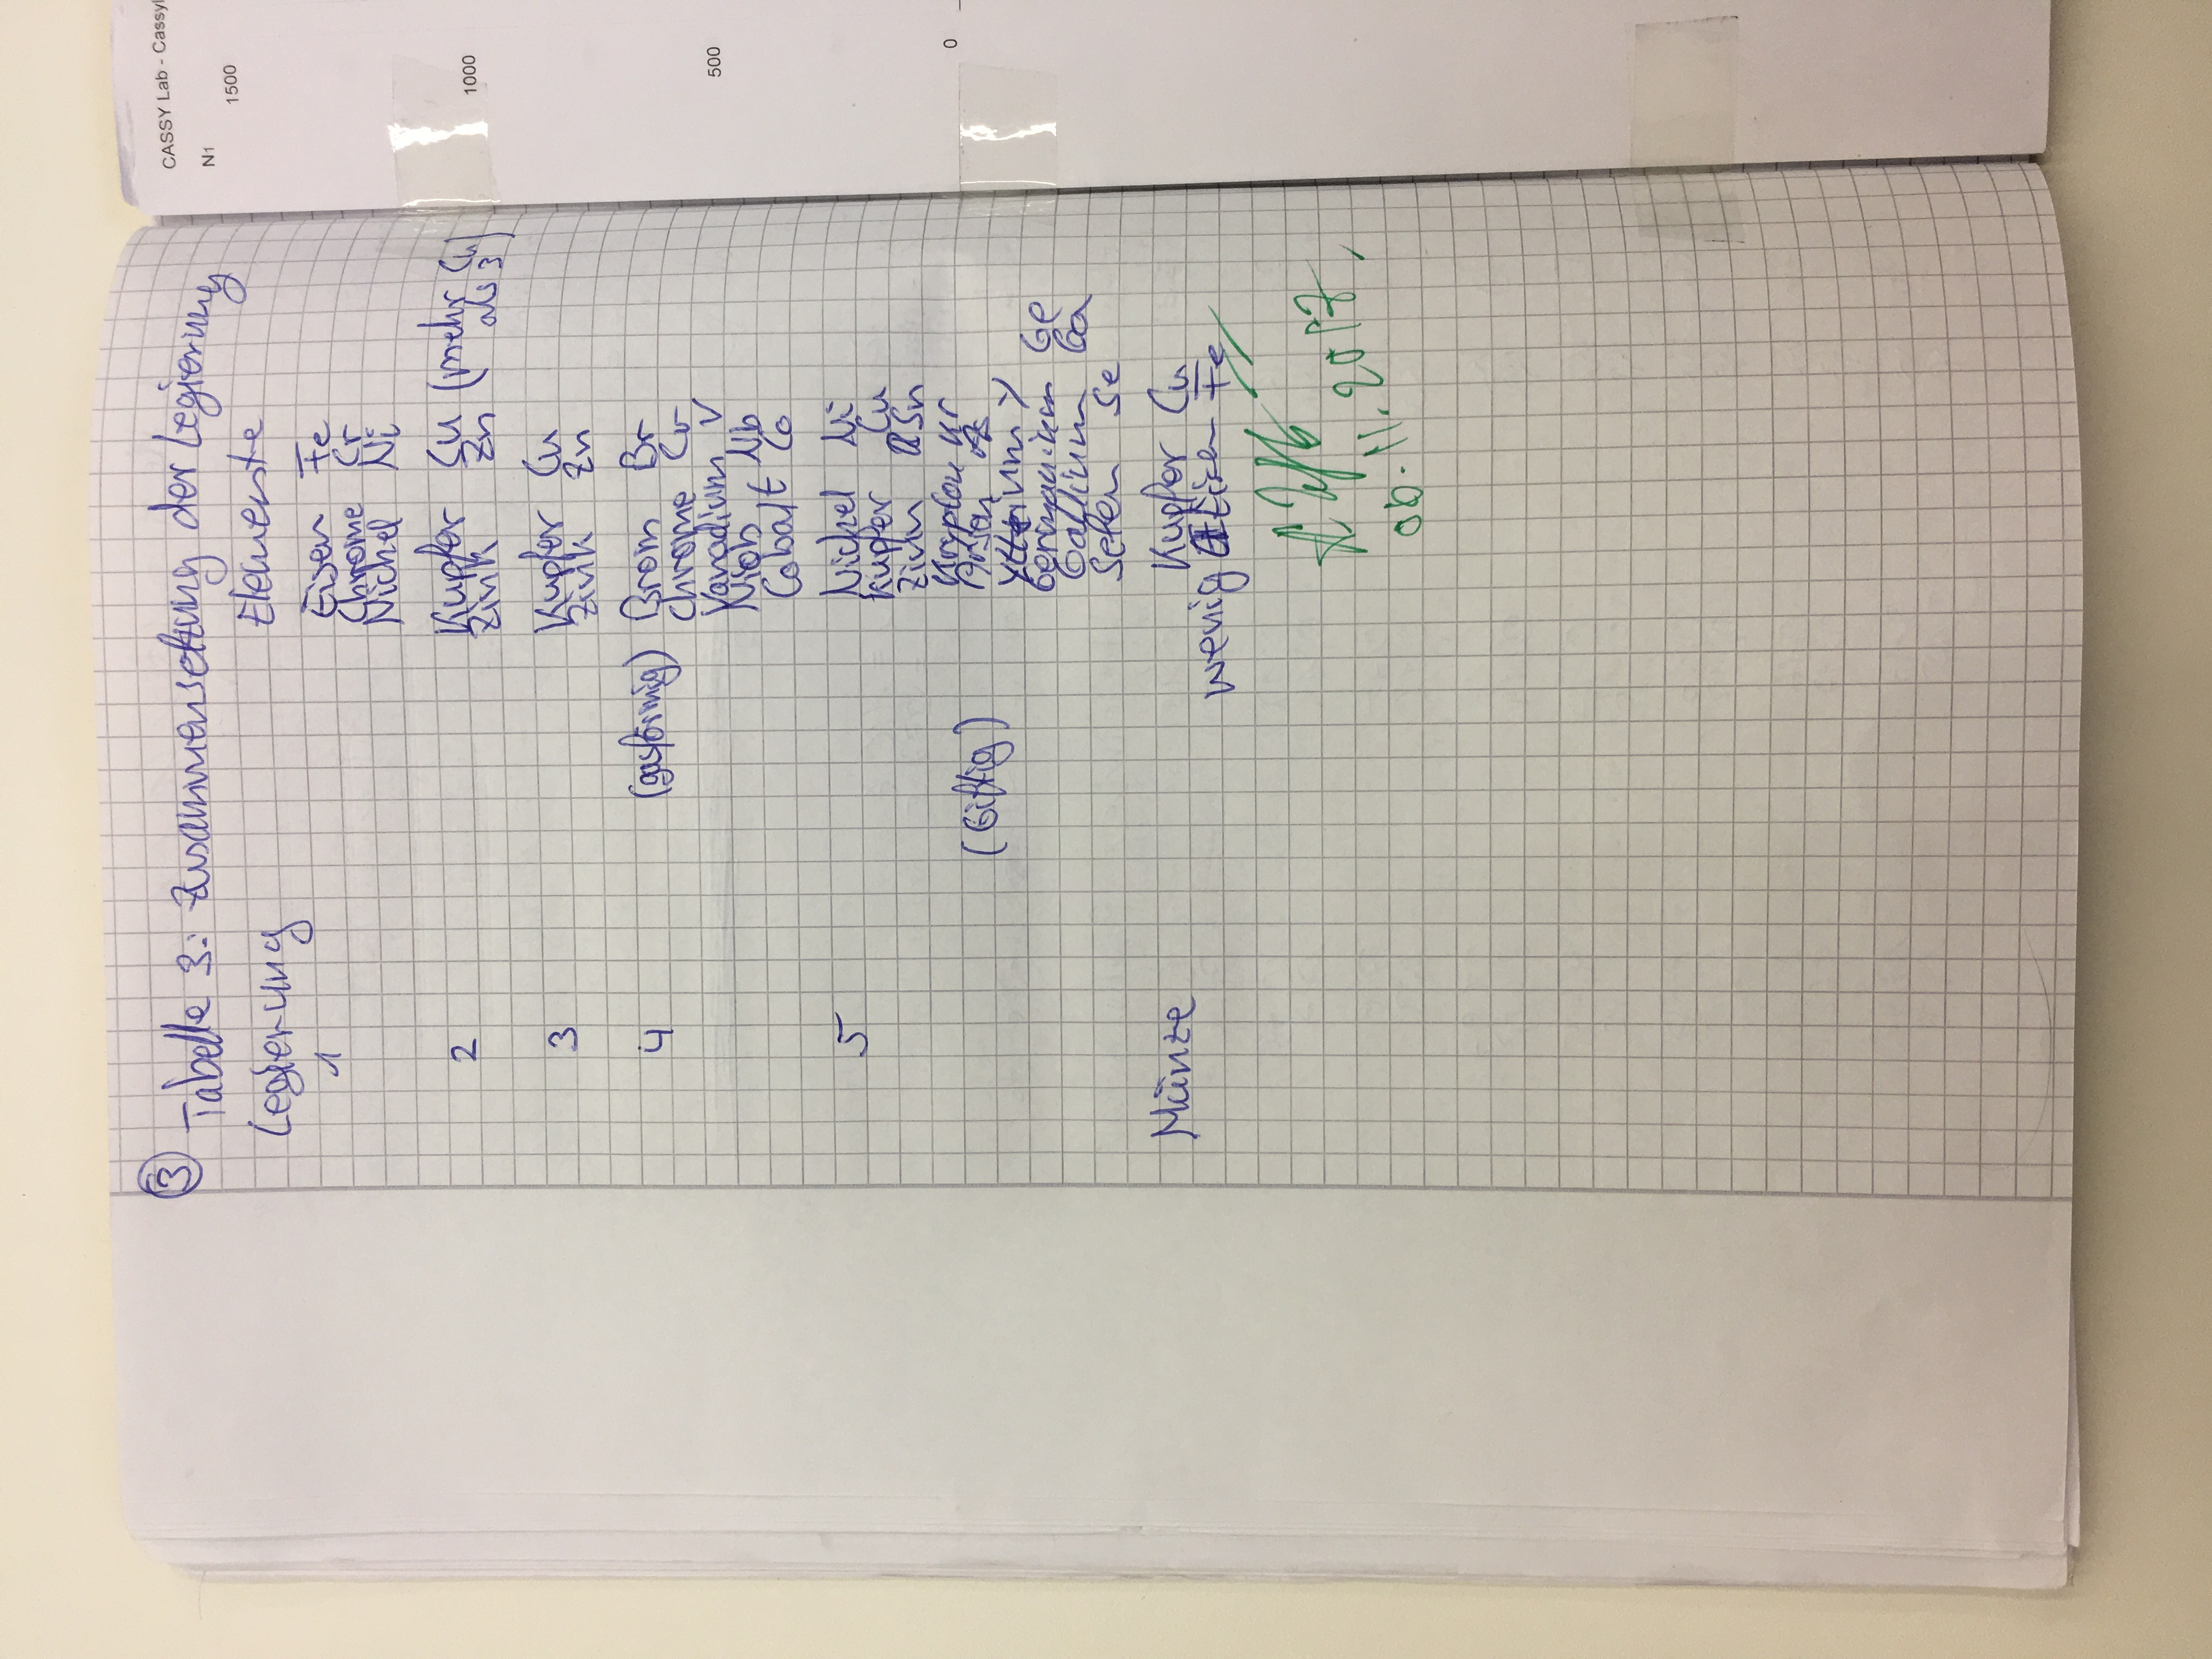 ③ Tabelle 3: Zusammensetzung der Legierung
Legierung Elemente
1 Eisen Fe
Chrome Cr
Nickel Ni
2 Kupfer Cu (mehr Cu
Zink Zn als 3)
3 Kupfer Cu
Zink Zn
4 (gasförmig) Brom Br
Chrome Cr
Vanadium V
Niob Nb
Cobalt Co
5 Nickel Ni
Kupfer Cu
Zinn Sn
Krypton Kr
(Giftig) Arsen As
Yttrium Y
Germanium Ge
Gallium Ga
Selen Se
Münze Kupfer Cu
wenig Eisen Fe
06.11.2017
CASSY Lab -
N1
1500
1000
500
0